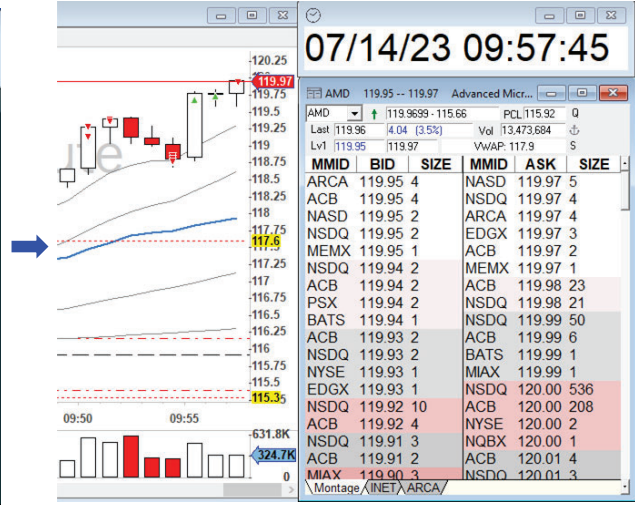 120.25
119.97
119.75
119.5
119.25
119
118.75
118.5
118.25
118
117.75
117.6
117.25
117
116.75
116.5
116.25
116
115.75
115.5
115.3
09:50 09:55
631.8K
324.7K
0
07/14/23 09:57:45
AMD 119.95 -- 119.97 Advanced Micr...
AMD 119.9699 - 115.66 PCL 115.92 Q
Last 119.96 4.04 (3.5%) Vol 13,473,684
Lv1 119.95 119.97 VWAP: 117.9 S
MMID BID SIZE MMID ASK SIZE
ARCA 119.95 4 NASD 119.97 5
ACB 119.95 4 NSDQ 119.97 4
NASD 119.95 2 ARCA 119.97 4
NSDQ 119.95 2 EDGX 119.97 3
MEMX 119.95 1 ACB 119.97 2
NSDQ 119.94 2 MEMX 119.97 1
ACB 119.94 2 ACB 119.98 23
PSX 119.94 2 NSDQ 119.98 21
BATS 119.94 1 NSDQ 119.99 50
ACB 119.93 2 ACB 119.99 6
NSDQ 119.93 2 BATS 119.99 1
NYSE 119.93 1 MIAX 119.99 1
EDGX 119.93 1 NSDQ 120.00 536
NSDQ 119.92 10 ACB 120.00 208
ACB 119.92 4 NYSE 120.00 2
NSDQ 119.91 3 NQBX 120.00 1
ACB 119.91 2 ACB 120.01 4
MIAX 119.90 3 NSDQ 120.01 3
Montage INET ARCA